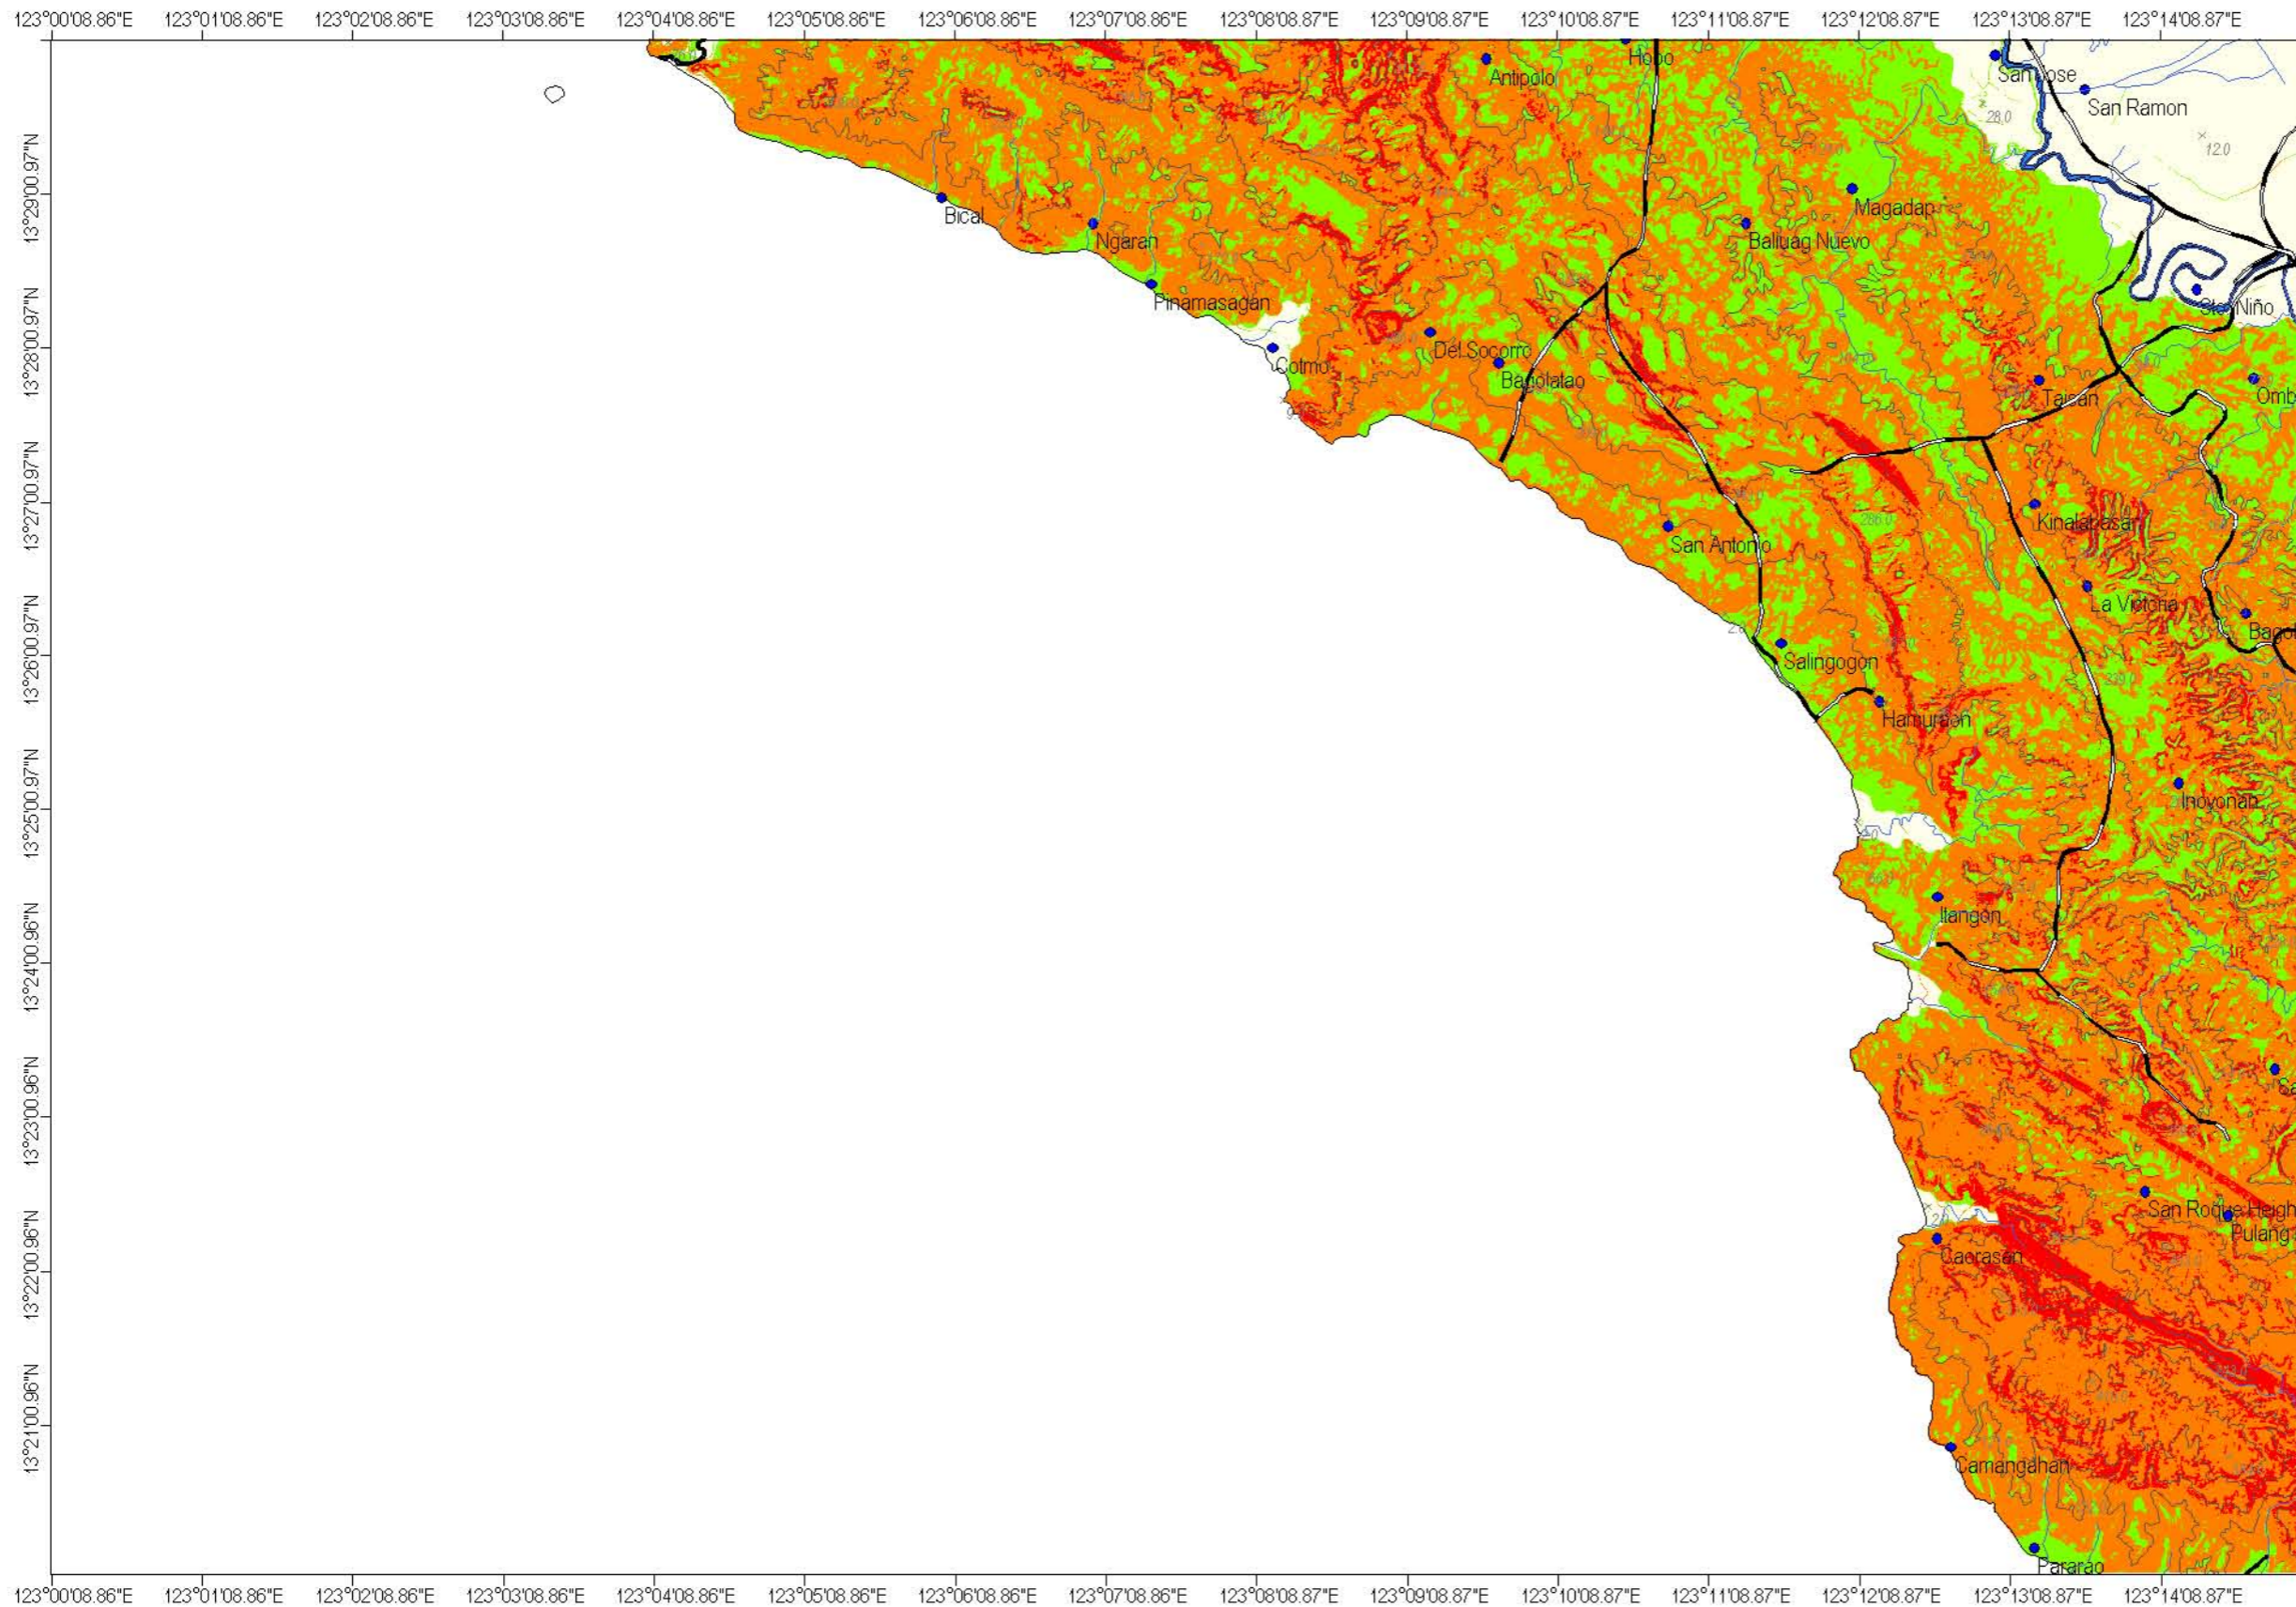 123°00'08.86"E 123°01'08.86"E 123°02'08.86"E 123°03'08.86"E 123°04'08.86"E 123°05'08.86"E 123°06'08.86"E 123°07'08.86"E 123°08'08.87"E 123°09'08.87"E 123°10'08.87"E 123°11'08.87"E 123°12'08.87"E 123°13'08.87"E 123°14'08.87"E
Hobo
Antipolo
San Jose
San Ramon
28.0
12.0
13°29'00.97"N
Magadap
Bical
Ngaran
Baliuag Nuevo
Pinamasagan
Sto. Niño
13°28'00.97"N
Del Socorro
Cotmo
Bagolatao
Taisan
Omb
13°27'00.97"N
286.0
Kinalapasan
San Antonio
La Victoria
Bago
13°26'00.97"N
Salingogon
239.0
Hamuraon
13°25'00.97"N
Inoyonan
Itangon
13°24'00.96"N
Sa
13°23'00.96"N
San Roque Heigh
Pulang
Caorasan
13°22'00.96"N
13°21'00.96"N
Camangahan
Pararao
123°00'08.86"E 123°01'08.86"E 123°02'08.86"E 123°03'08.86"E 123°04'08.86"E 123°05'08.86"E 123°06'08.86"E 123°07'08.86"E 123°08'08.87"E 123°09'08.87"E 123°10'08.87"E 123°11'08.87"E 123°12'08.87"E 123°13'08.87"E 123°14'08.87"E